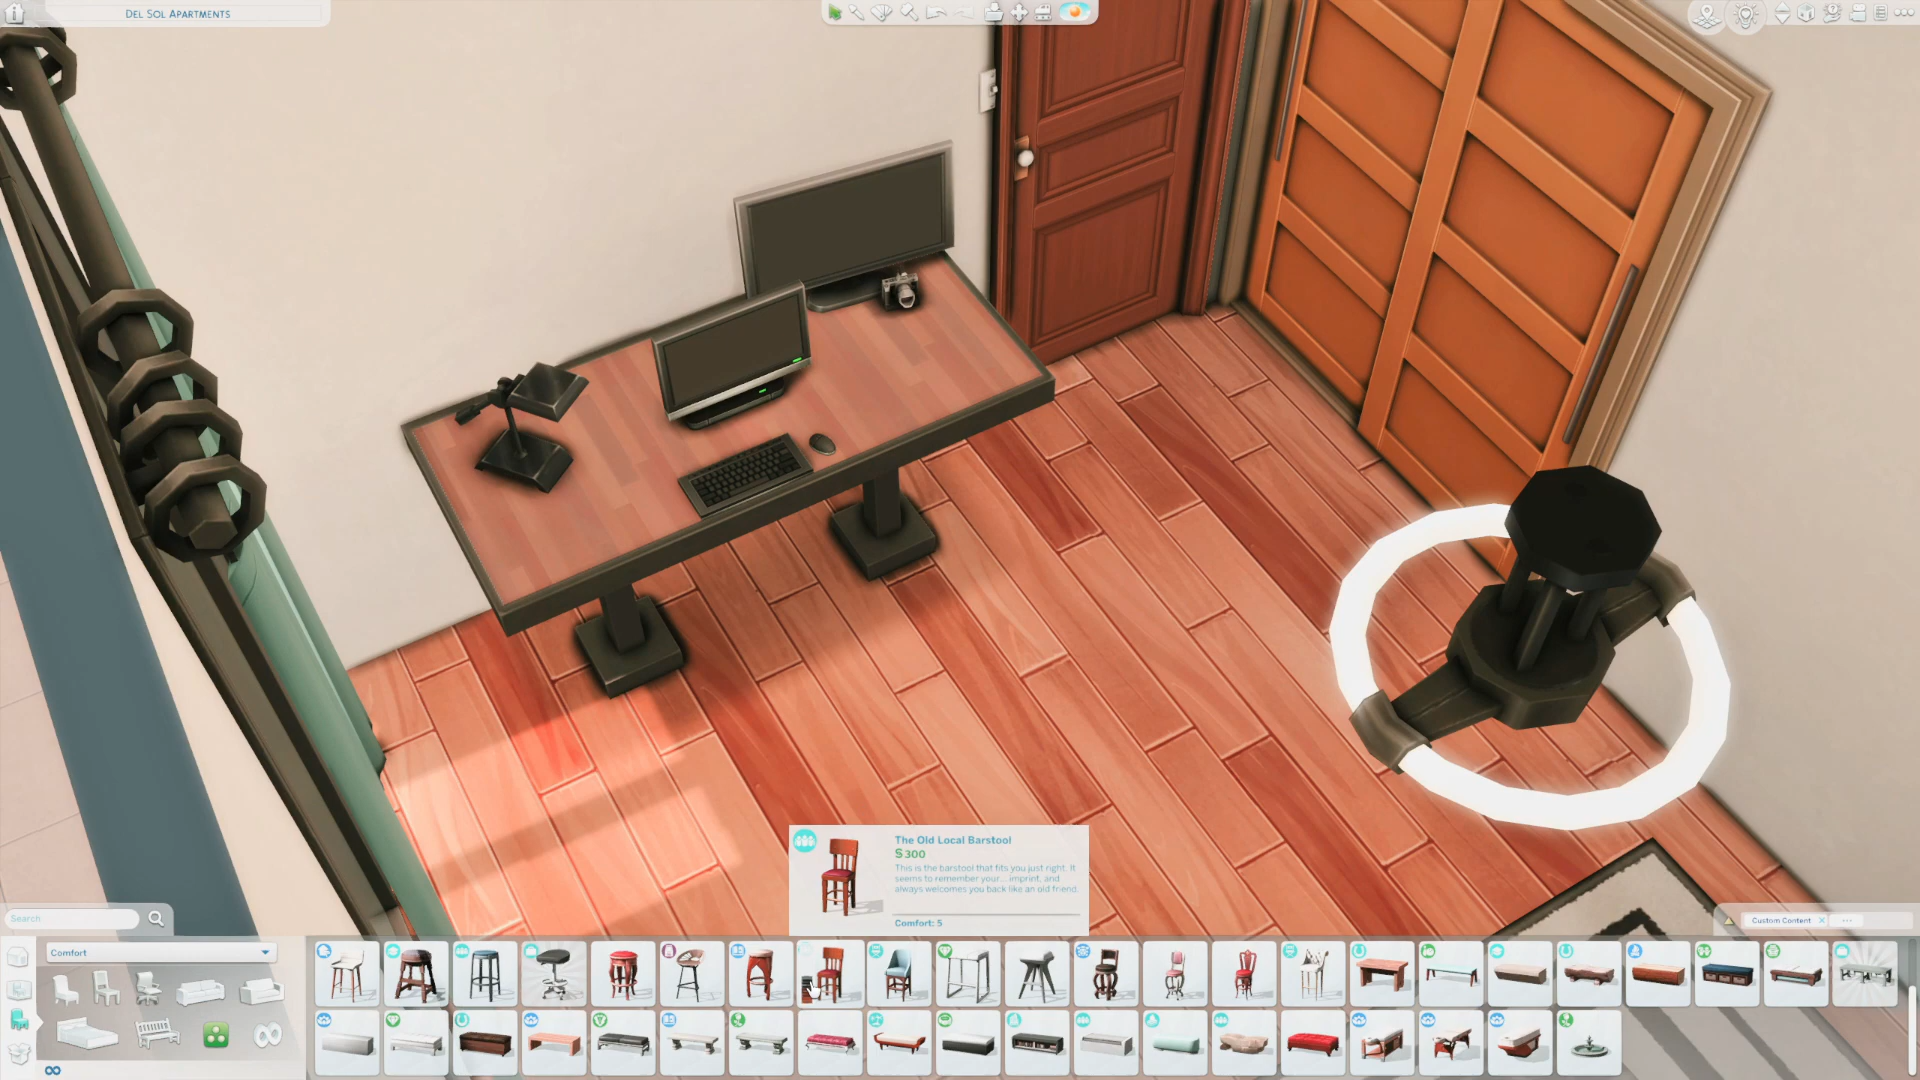 Del Sol Apartments
The Old Local Barstool
§300
This is the barstool that fits you just right. It
seems to remember your... imprint, and
always welcomes you back like an old friend.
Comfort: 5
Search
Custom Content
Comfort